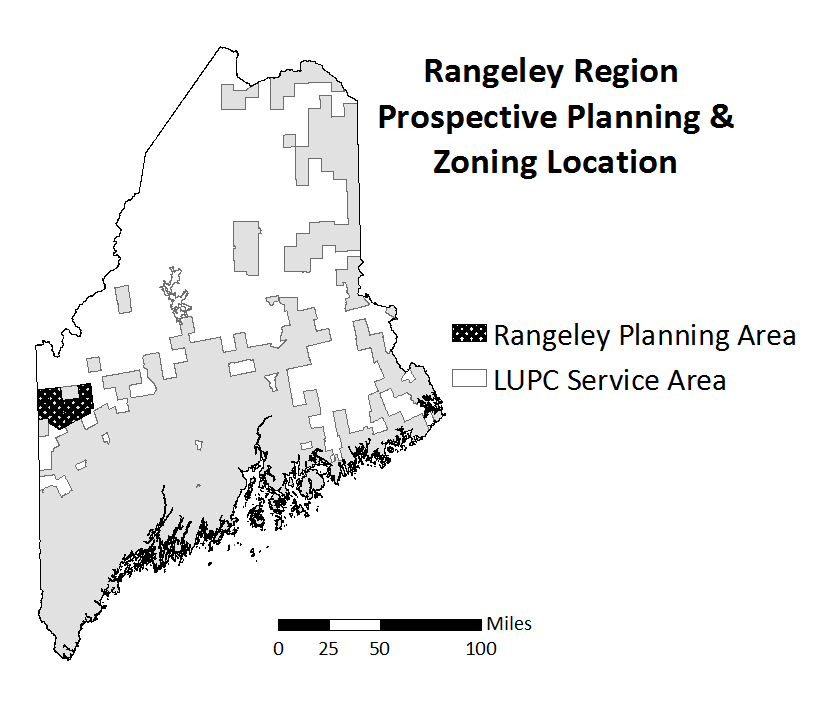 Rangeley Region
Prospective Planning &
Zoning Location
Rangeley Planning Area
LUPC Service Area
Miles
0 25 50 100